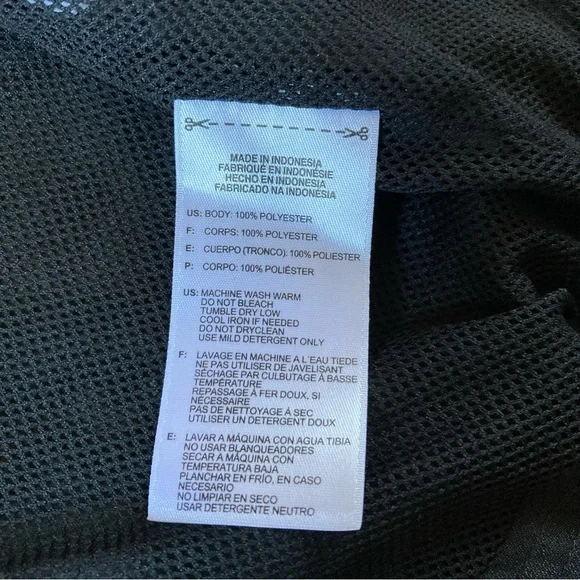 MADE IN INDONESIA
FABRIQUÉ EN INDONÉSIE
HECHO EN INDONESIA
FABRICADO NA INDONÉSIA
US: BODY: 100% POLYESTER
F: CORPS: 100% POLYESTER
E: CUERPO (TRONCO): 100% POLIESTER
P: CORPO: 100% POLIÉSTER
US: MACHINE WASH WARM
DO NOT BLEACH
TUMBLE DRY LOW
COOL IRON IF NEEDED
DO NOT DRYCLEAN
USE MILD DETERGENT ONLY
F: LAVAGE EN MACHINE A L'EAU TIEDE
NE PAS UTILISER DE JAVELISANT
SÉCHAGE PAR CULBUTAGE À BASSE
TEMPÉRATURE
REPASSAGE À FER DOUX, SI
NÉCESSAIRE
PAS DE NETTOYAGE À SEC
UTILISER UN DETERGENT DOUX
E: LAVAR A MÁQUINA CON AGUA TIBIA
NO USAR BLANQUEADORES
SECAR A MÁQUINA CON
TEMPERATURA BAJA
PLANCHAR EN FRÍO, EN CASO
NECESARIO
NO LIMPIAR EN SECO
USAR DETERGENTE NEUTRO